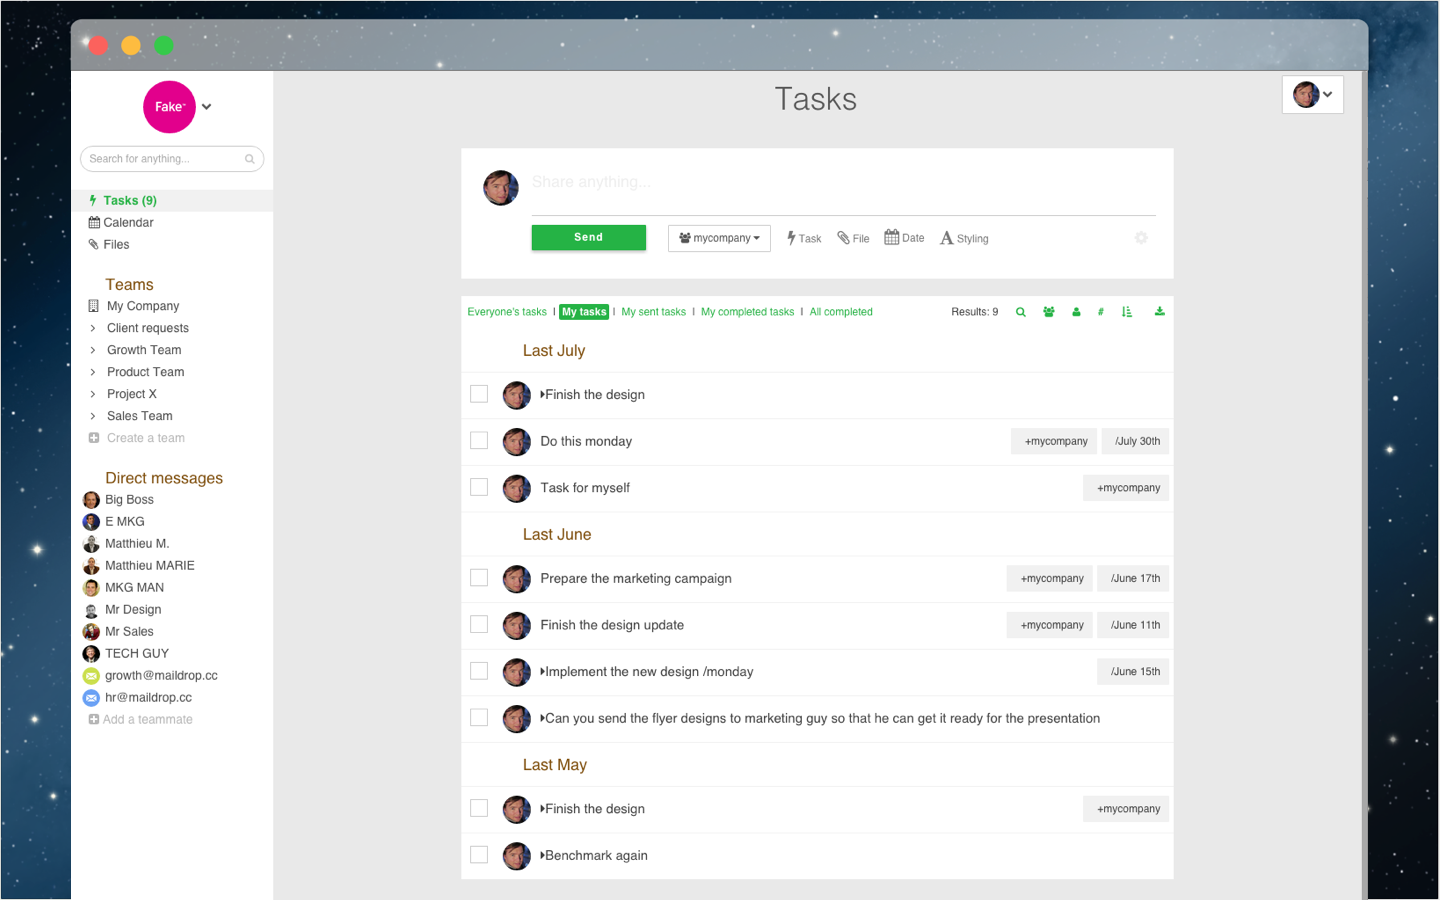 Fake™
Search for anything...
Tasks (9)
Calendar
Files
Teams
My Company
Client requests
Growth Team
Product Team
Project X
Sales Team
Create a team
Direct messages
Big Boss
E MKG
Matthieu M.
Matthieu MARIE
MKG MAN
Mr Design
Mr Sales
TECH GUY
growth@maildrop.cc
hr@maildrop.cc
Add a teammate
Tasks
Share anything...
Send mycompany Task File Date Styling
Everyone's tasks | My tasks | My sent tasks | My completed tasks | All completed Results: 9 #
Last July
Finish the design
Do this monday +mycompany /July 30th
Task for myself +mycompany
Last June
Prepare the marketing campaign +mycompany /June 17th
Finish the design update +mycompany /June 11th
Implement the new design /monday /June 15th
Can you send the flyer designs to marketing guy so that he can get it ready for the presentation
Last May
Finish the design +mycompany
Benchmark again